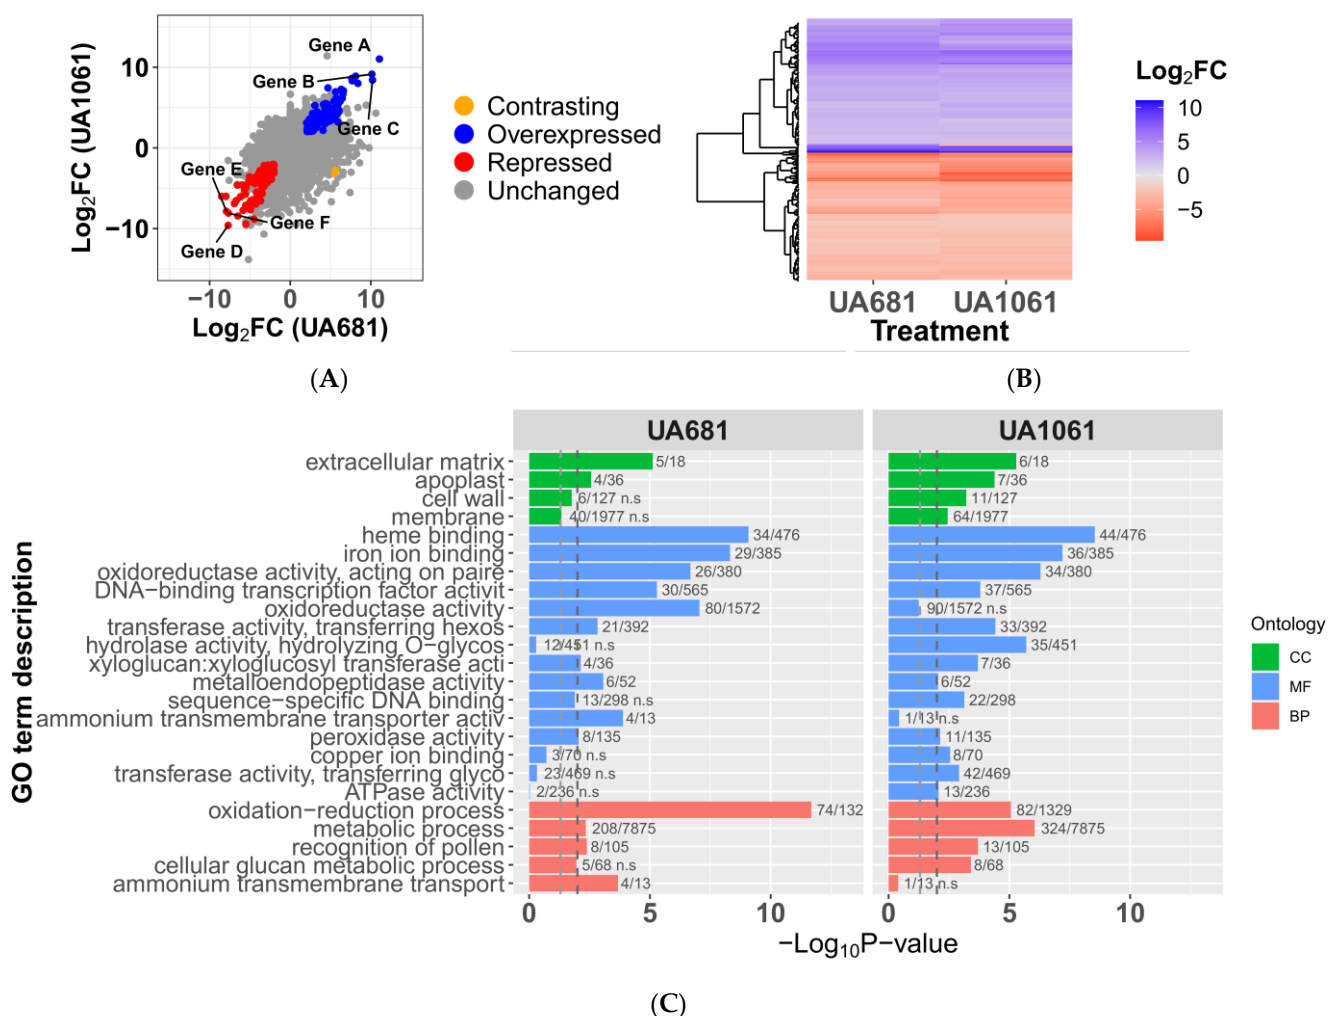 Log2FC (UA1061)
10
0
−10
Gene A
Gene B
Gene C
Gene E
Gene F
Gene D
−10
0
10
Log2FC (UA681)
Contrasting
Overexpressed
Repressed
Unchanged
(A)
UA681
UA1061
Treatment
Log2FC
10
5
0
−5
(B)
GO term description
UA681
UA1061
extracellular matrix
5/18
6/18
apoplast
4/36
7/36
cell wall
6/127 n.s
11/127
membrane
40/1977 n.s
64/1977
heme binding
34/476
44/476
iron ion binding
29/385
36/385
oxidoreductase activity, acting on paire
26/380
34/380
DNA−binding transcription factor activit
30/565
37/565
oxidoreductase activity
80/1572
90/1572 n.s
transferase activity, transferring hexos
21/392
33/392
hydrolase activity, hydrolyzing O−glycos
12/451 n.s
35/451
xyloglucan:xyloglucosyl transferase acti
4/36
7/36
metalloendopeptidase activity
6/52
6/52
sequence−specific DNA binding
13/298 n.s
22/298
ammonium transmembrane transporter activ
4/13
1/13 n.s
peroxidase activity
8/135
11/135
copper ion binding
3/70 n.s
8/70
transferase activity, transferring glyco
23/469 n.s
42/469
ATPase activity
2/236 n.s
13/236
oxidation−reduction process
74/132
82/1329
metabolic process
208/7875
324/7875
recognition of pollen
8/105
13/105
cellular glucan metabolic process
5/68 n.s
8/68
ammonium transmembrane transport
4/13
1/13 n.s
0
5
10
0
5
10
−Log10P−value
Ontology
CC
MF
BP
(C)